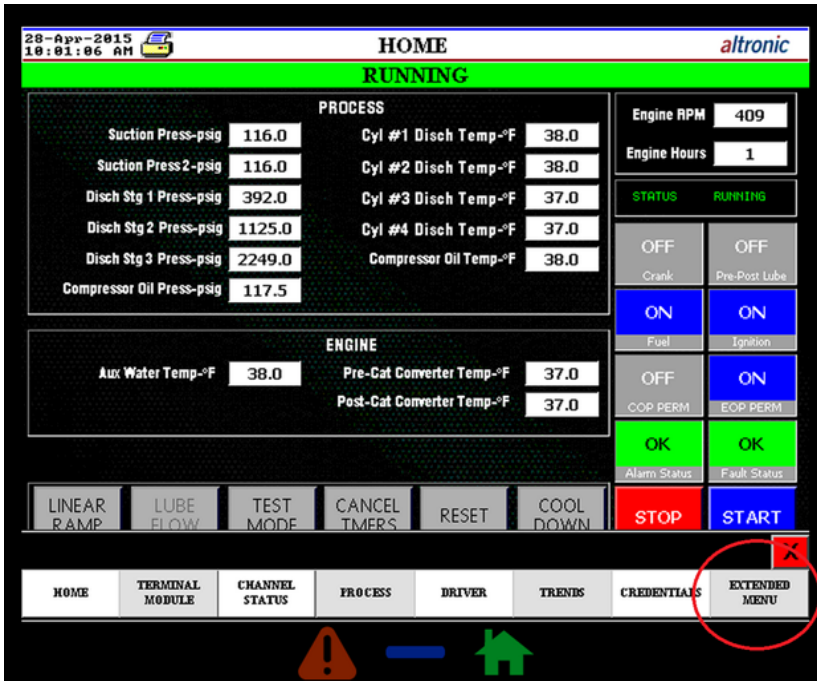 28-Apr-2015
10:01:06 AM
HOME
altronic
RUNNING
PROCESS
Suction Press-psig 116.0 Cyl #1 Disch Temp-°F 38.0
Suction Press 2-psig 116.0 Cyl #2 Disch Temp-°F 38.0
Disch Stg 1 Press-psig 392.0 Cyl #3 Disch Temp-°F 37.0
Disch Stg 2 Press-psig 1125.0 Cyl #4 Disch Temp-°F 37.0
Disch Stg 3 Press-psig 2249.0 Compressor Oil Temp-°F 38.0
Compressor Oil Press-psig 117.5
ENGINE
Aux Water Temp-°F 38.0 Pre-Cat Converter Temp-°F 37.0
Post-Cat Converter Temp-°F 37.0
Engine RPM 409
Engine Hours 1
STATUS RUNNING
OFF OFF
Crank Pre-Post Lube
ON ON
Fuel Ignition
OFF ON
COP PERM EOP PERM
OK OK
Alarm Status Fault Status
LINEAR RAMP
LUBE FLOW
TEST MODE
CANCEL TMERS
RESET
COOL DOWN
STOP START
X
HOME
TERMINAL MODULE
CHANNEL STATUS
PROCESS
DRIVER
TRENDS
CREDENTIALS
EXTENDED MENU